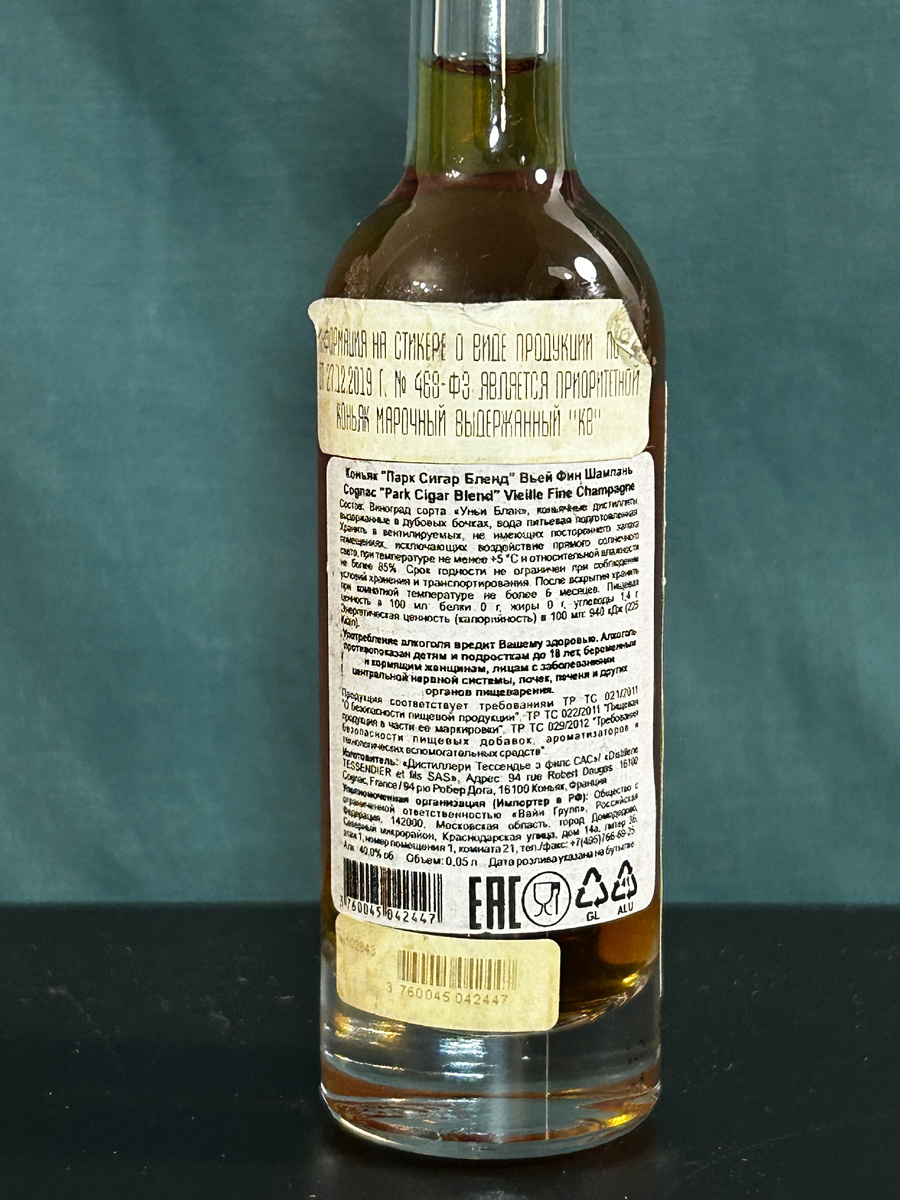 ИНФОРМАЦИЯ НА СТИКЕРЕ О ВИДЕ ПРОДУКЦИИ ПО
ОТ 27.12.2019 Г. № 468-ФЗ ЯВЛЯЕТСЯ ПРИОРИТЕТНОЙ
КОНЬЯК МАРОЧНЫЙ ВЫДЕРЖАННЫЙ "КВ"
Коньяк "Парк Сигар Бленд" Вьей Фин Шампань
Cognac "Park Cigar Blend" Vieille Fine Champagne
Состав: Виноград сорта «Уньи Блан», коньячные дистилляты,
выдержанные в дубовых бочках, вода питьевая подготовленная.
Хранить в вентилируемых, не имеющих постороннего запаха
помещениях, исключающих воздействие прямого солнечного
света, при температуре не менее +5 °С и относительной влажности
не более 85%. Срок годности не ограничен при соблюдении
условий хранения и транспортирования. После вскрытия хранить
при комнатной температуре не более 6 месяцев. Пищевая
ценность в 100 мл: белки 0 г, жиры 0 г, углеводы 1,4 г
Энергетическая ценность (калорийность) в 100 мл: 940 кДж (225
Ккал).
Употребление алкоголя вредит Вашему здоровью. Алкоголь
противопоказан детям и подросткам до 18 лет, беременным
и кормящим женщинам, лицам с заболеваниями
центральной нервной системы, почек, печени и других
органов пищеварения.
Продукция соответствует требованиям ТР ТС 021/2011
"О безопасности пищевой продукции", ТР ТС 022/2011 "Пищевая
продукция в части ее маркировки", ТР ТС 029/2012 "Требования
безопасности пищевых добавок, ароматизаторов и
технологических вспомогательных средств"
Изготовитель: «Дистиллери Тессендье э филс САС»/ «Distillerie
TESSENDIER et fils SAS», Адрес: 94 rue Robert Daugas 16100
Cognac, France / 94 рю Робер Дога, 16100 Коньяк, Франция
Уполномоченная организация (Импортер в РФ): Общество с
ограниченной ответственностью «Вайн Групп», Российская
Федерация, 142000, Московская область, город Домодедово,
Северный микрорайон, Краснодарская улица, дом 14а, литер 36,
этаж 1, номер помещения 1, комната 21, тел./факс: +7(495)766-69-25
Алк. 40,0% об Объем: 0,05 л Дата розлива указана на бутылке
3 760045 042447
EAC
41
GL
ALU
102843
3 760045 042447